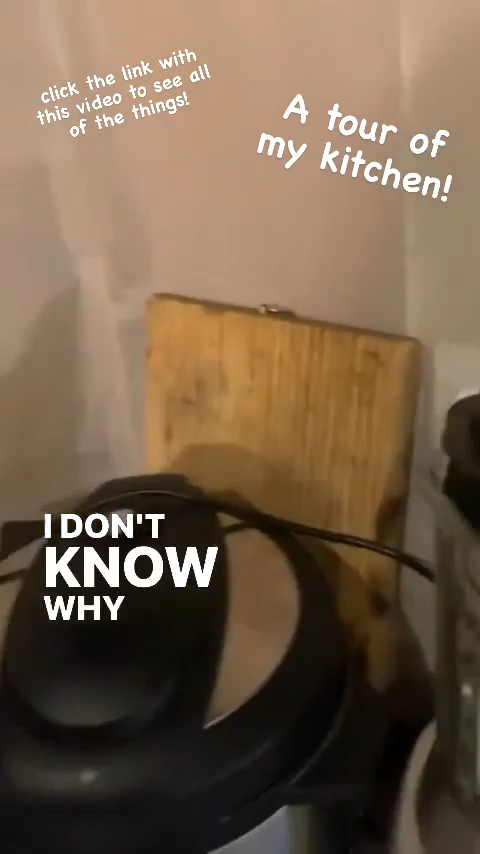 click the link with
this video to see all
of the things!
A tour of
my kitchen!
I DON'T
KNOW
WHY